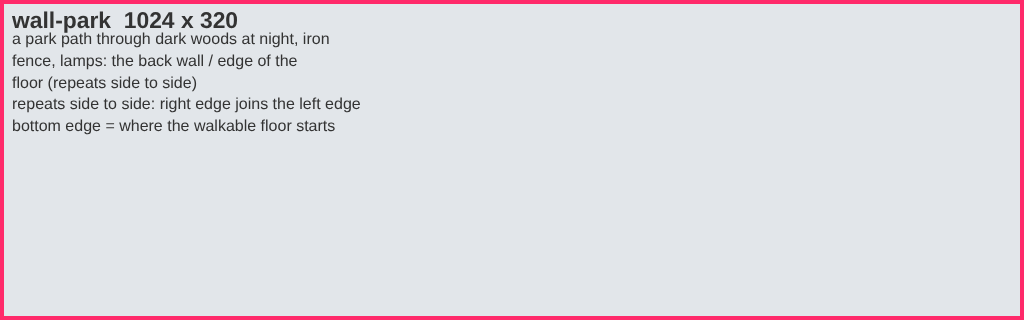 wall-park  1024 x 320
a park path through dark woods at night, iron
fence, lamps: the back wall / edge of the
floor (repeats side to side)
repeats side to side: right edge joins the left edge
bottom edge = where the walkable floor starts